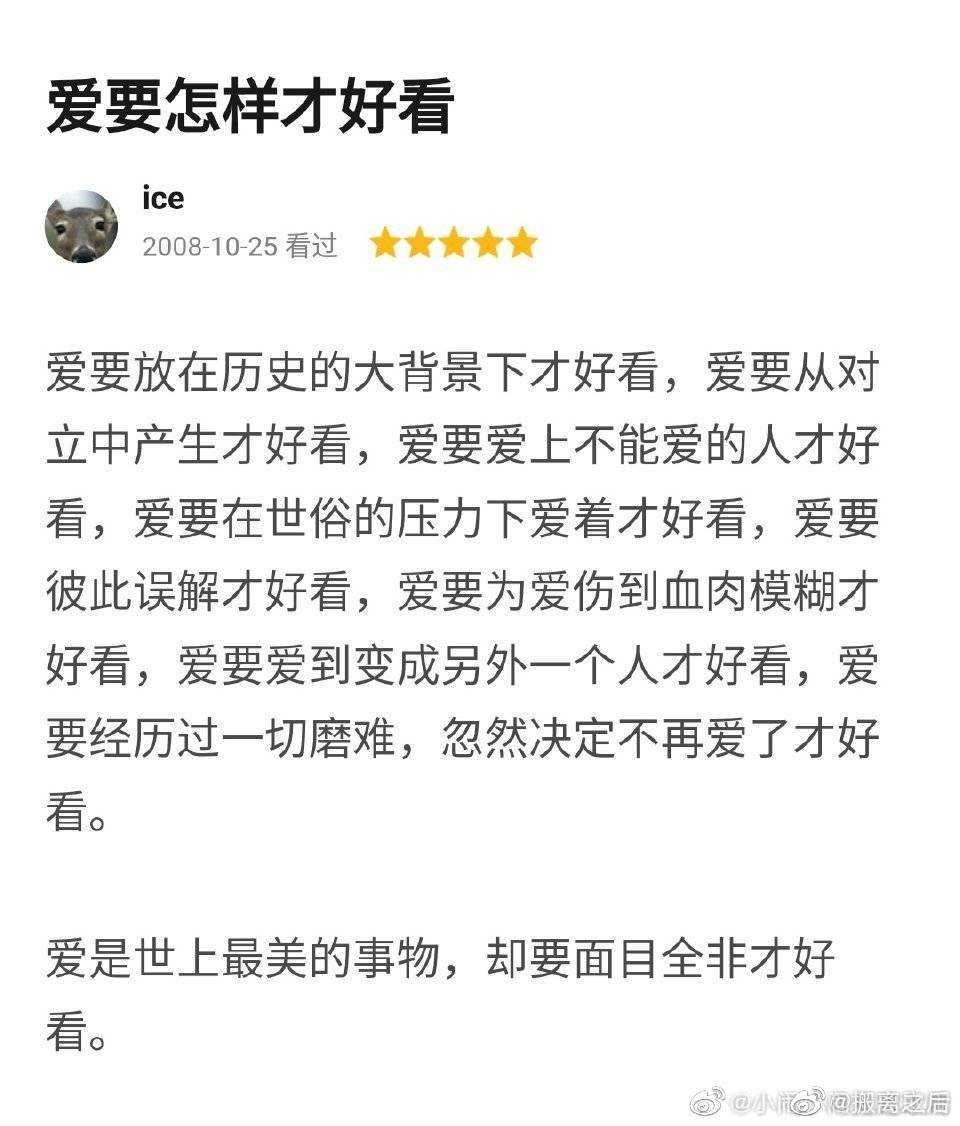 爱要怎样才好看
ice
2008-10-25 看过
爱要放在历史的大背景下才好看，爱要从对
立中产生才好看，爱要爱上不能爱的人才好
看，爱要在世俗的压力下爱着才好看，爱要
彼此误解才好看，爱要为爱伤到血肉模糊才
好看，爱要爱到变成另外一个人才好看，爱
要经历过一切磨难，忽然决定不再爱了才好
看。
爱是世上最美的事物，却要面目全非才好
看。
@搬离之后